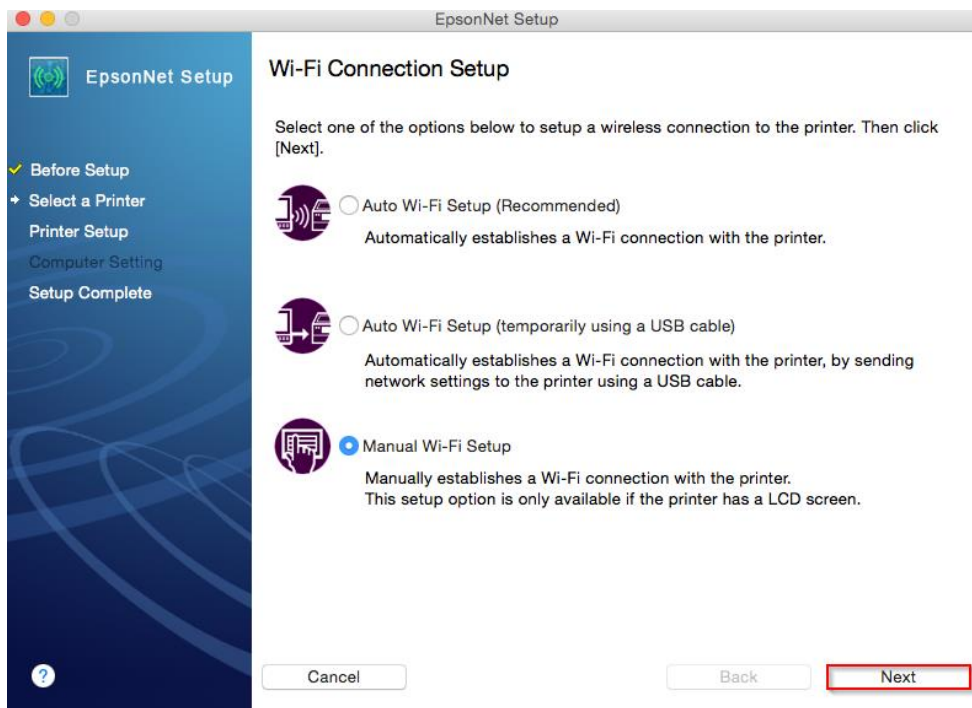 EpsonNet Setup
EpsonNet Setup
Before Setup
Select a Printer
Printer Setup
Computer Setting
Setup Complete
Wi-Fi Connection Setup
Select one of the options below to setup a wireless connection to the printer. Then click
[Next].
Auto Wi-Fi Setup (Recommended)
Automatically establishes a Wi-Fi connection with the printer.
Auto Wi-Fi Setup (temporarily using a USB cable)
Automatically establishes a Wi-Fi connection with the printer, by sending
network settings to the printer using a USB cable.
Manual Wi-Fi Setup
Manually establishes a Wi-Fi connection with the printer.
This setup option is only available if the printer has a LCD screen.
?
Cancel
Back
Next